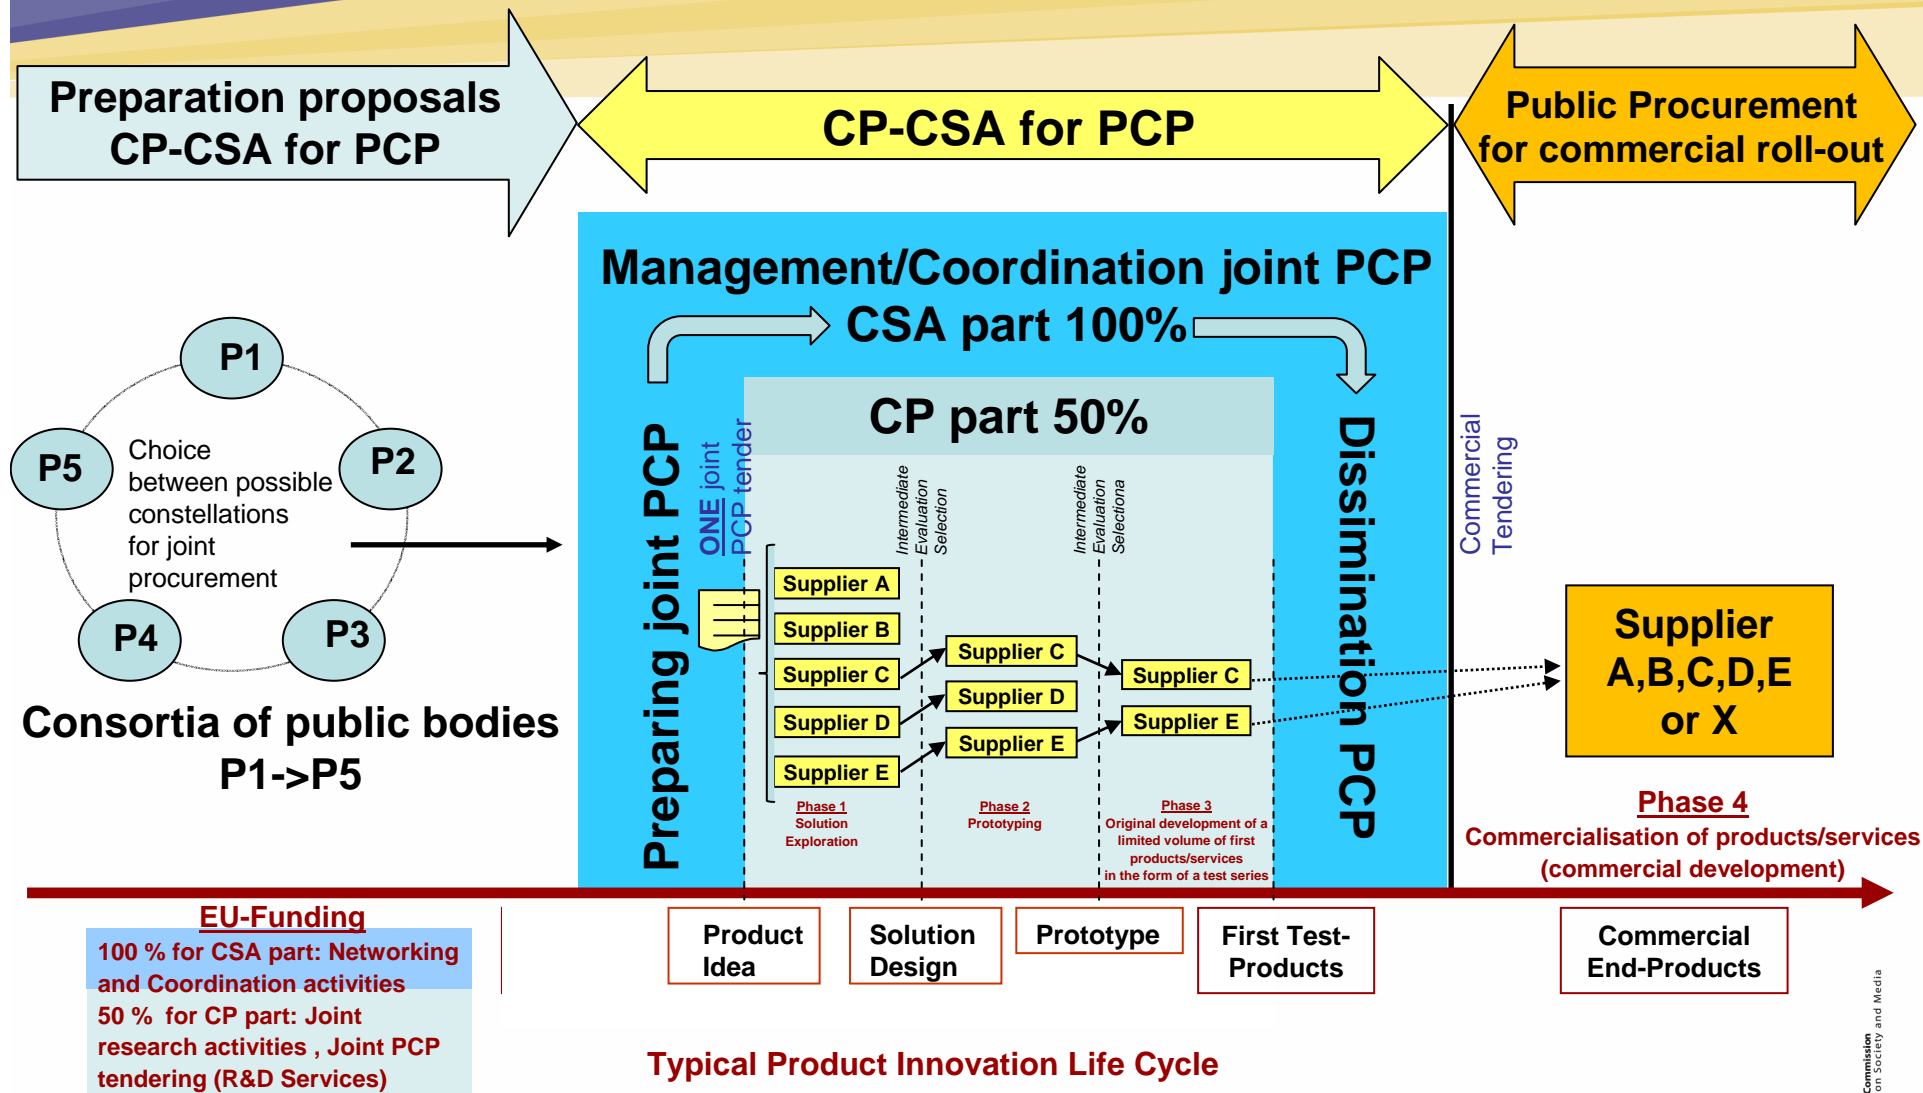 Preparation proposals
CP-CSA for PCP
CP-CSA for PCP
Public Procurement
for commercial roll-out
Management/Coordination joint PCP
CSA part 100%
CP part 50%
P1
P2
P3
P4
P5
Choice
between possible
constellations
for joint
procurement
Consortia of public bodies
P1->P5
Preparing joint PCP
ONE joint
PCP tender
Intermediate
Evaluation
Selection
Intermediate
Evaluation
Selectiona
Dissimination PCP
Commercial
Tendering
Supplier A
Supplier B
Supplier C
Supplier D
Supplier E
Supplier C
Supplier D
Supplier E
Supplier C
Supplier E
Supplier
A,B,C,D,E
or X
Phase 1
Solution
Exploration
Phase 2
Prototyping
Phase 3
Original development of a
limited volume of first
products/services
in the form of a test series
Phase 4
Commercialisation of products/services
(commercial development)
EU-Funding
100 % for CSA part: Networking
and Coordination activities
50 % for CP part: Joint
research activities , Joint PCP
tendering (R&D Services)
Product
Idea
Solution
Design
Prototype
First Test-
Products
Commercial
End-Products
Typical Product Innovation Life Cycle
Commission
on Society and Media